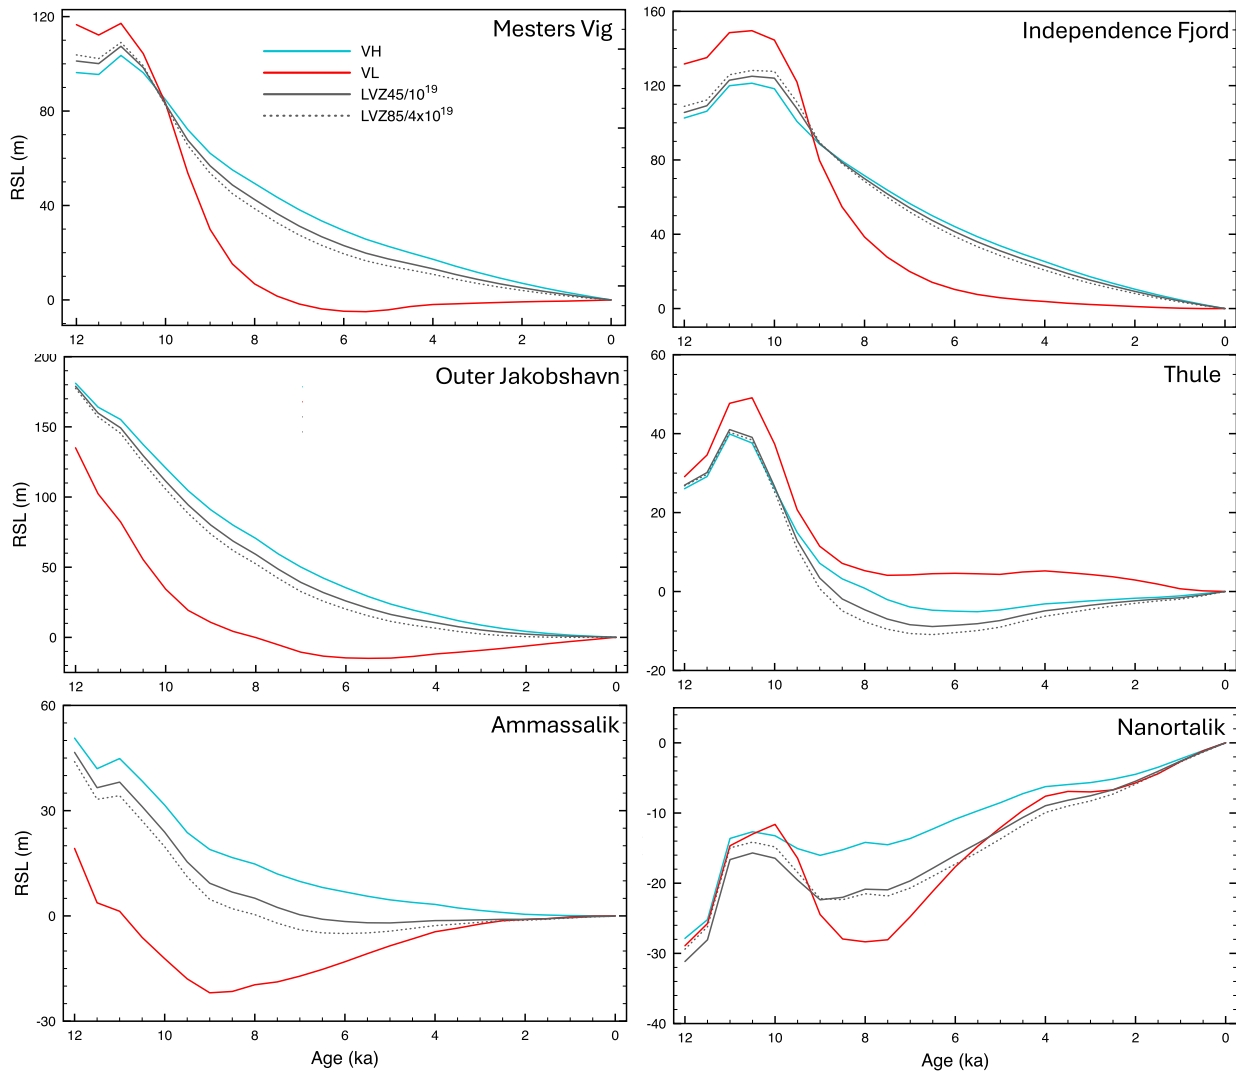 Mesters Vig
VH
VL
LVZ45/10^19
LVZ85/4x10^19
RSL (m)
120
80
40
0
12 10 8 6 4 2 0
Independence Fjord
160
120
80
40
0
12 10 8 6 4 2 0
Outer Jakobshavn
RSL (m)
200
150
100
50
0
12 10 8 6 4 2 0
Thule
60
40
20
0
-20
12 10 8 6 4 2 0
Ammassalik
RSL (m)
60
30
0
-30
12 10 8 6 4 2 0
Age (ka)
Nanortalik
0
-10
-20
-30
-40
12 10 8 6 4 2 0
Age (ka)